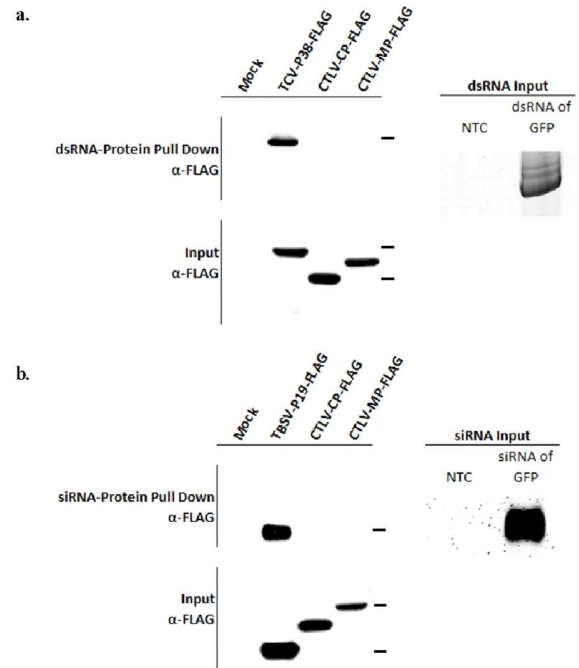 a.
Mock
TCV-P38-FLAG
CTLV-CP-FLAG
CTLV-MP-FLAG
dsRNA Input
NTC
dsRNA of
GFP
dsRNA-Protein Pull Down
α-FLAG
Input
α-FLAG
b.
Mock
TBSV-P19-FLAG
CTLV-CP-FLAG
CTLV-MP-FLAG
siRNA Input
NTC
siRNA of
GFP
siRNA-Protein Pull Down
α-FLAG
Input
α-FLAG